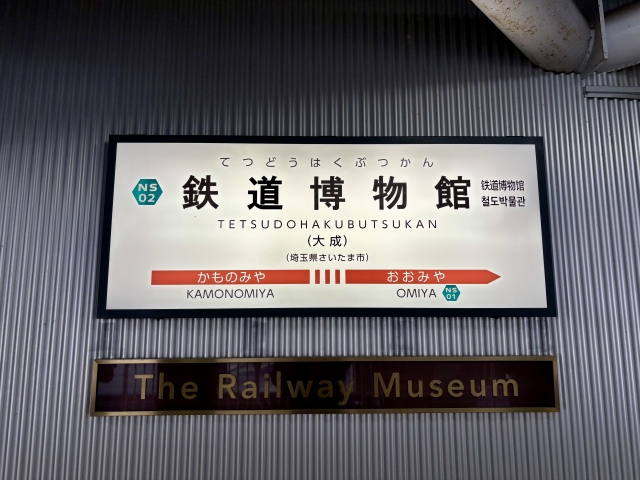 てつどうはくぶつかん
NS
02
鉄道博物館
铁道博物馆
철도박물관
TETSUDOHAKUBUTSUKAN
(大成)
(埼玉県さいたま市)
かものみや おおみや
KAMONOMIYA OMIYA NS 01
The Railway Museum